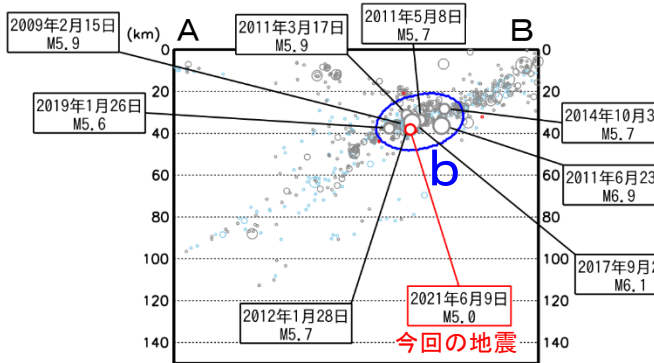 2009年2月15日
M5.9
(km)
A
2011年3月17日
M5.9
2011年5月8日
M5.7
B
0
20
40
60
80
100
120
140
0
20
40
60
80
100
120
140
2019年1月26日
M5.6
2014年10月3
M5.7
b
2011年6月23
M6.9
2017年9月2
M6.1
2012年1月28日
M5.7
2021年6月9日
M5.0
今回の地震